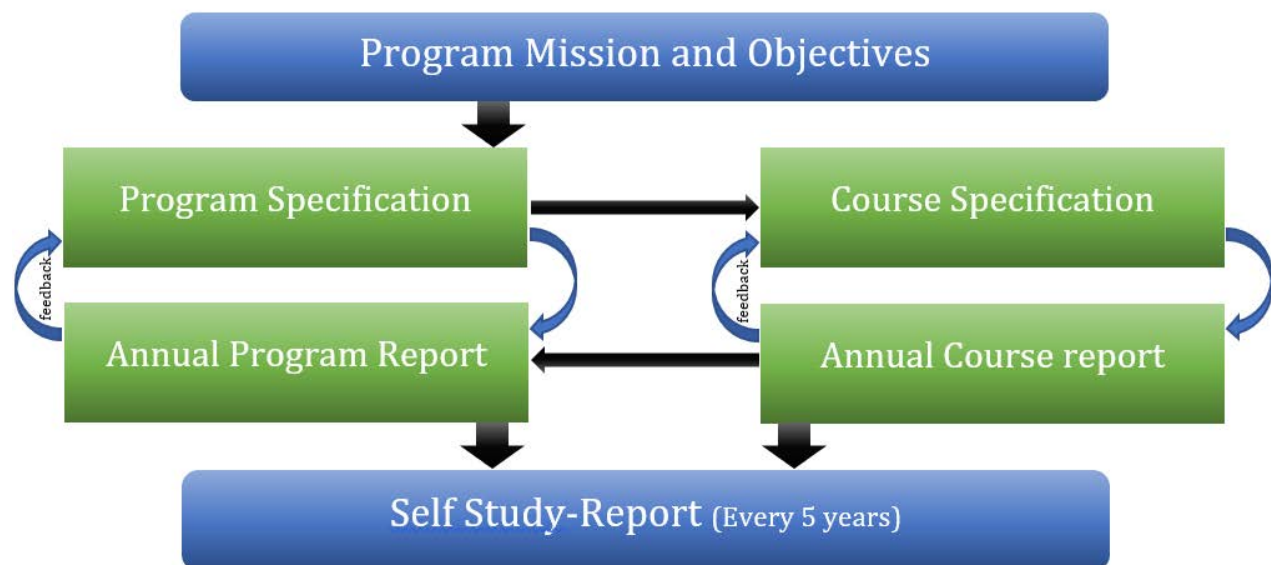 Program Mission and Objectives
Program Specification
Course Specification
feedback
feedback
Annual Program Report
Annual Course report
Self Study-Report (Every 5 years)